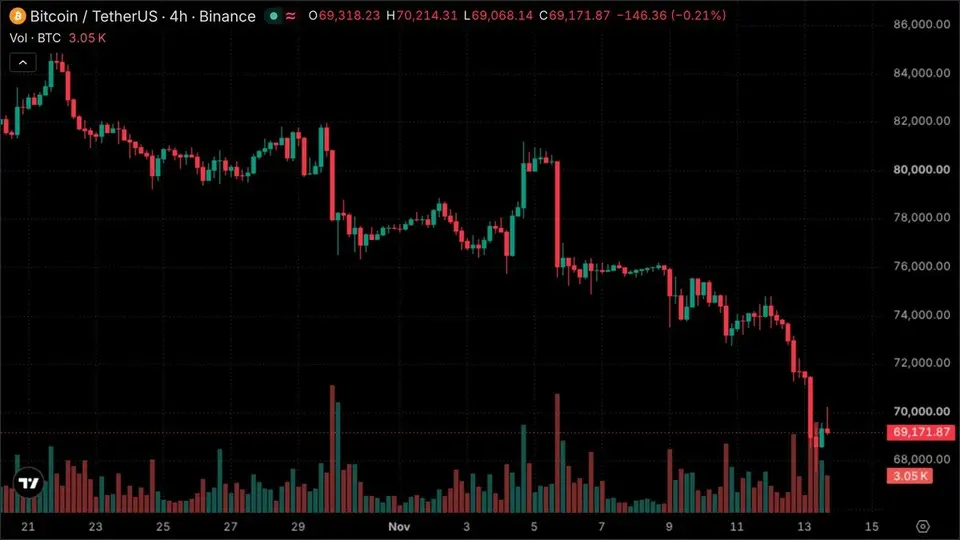 Bitcoin / TetherUS · 4h · Binance O69,318.23 H70,214.31 L69,068.14 C69,171.87 −146.36 (−0.21%)
Vol · BTC 3.05 K
86,000.00
84,000.00
82,000.00
80,000.00
78,000.00
76,000.00
74,000.00
72,000.00
70,000.00
69,171.87
68,000.00
3.05 K
21 23 25 27 29 Nov 3 5 7 9 11 13 15